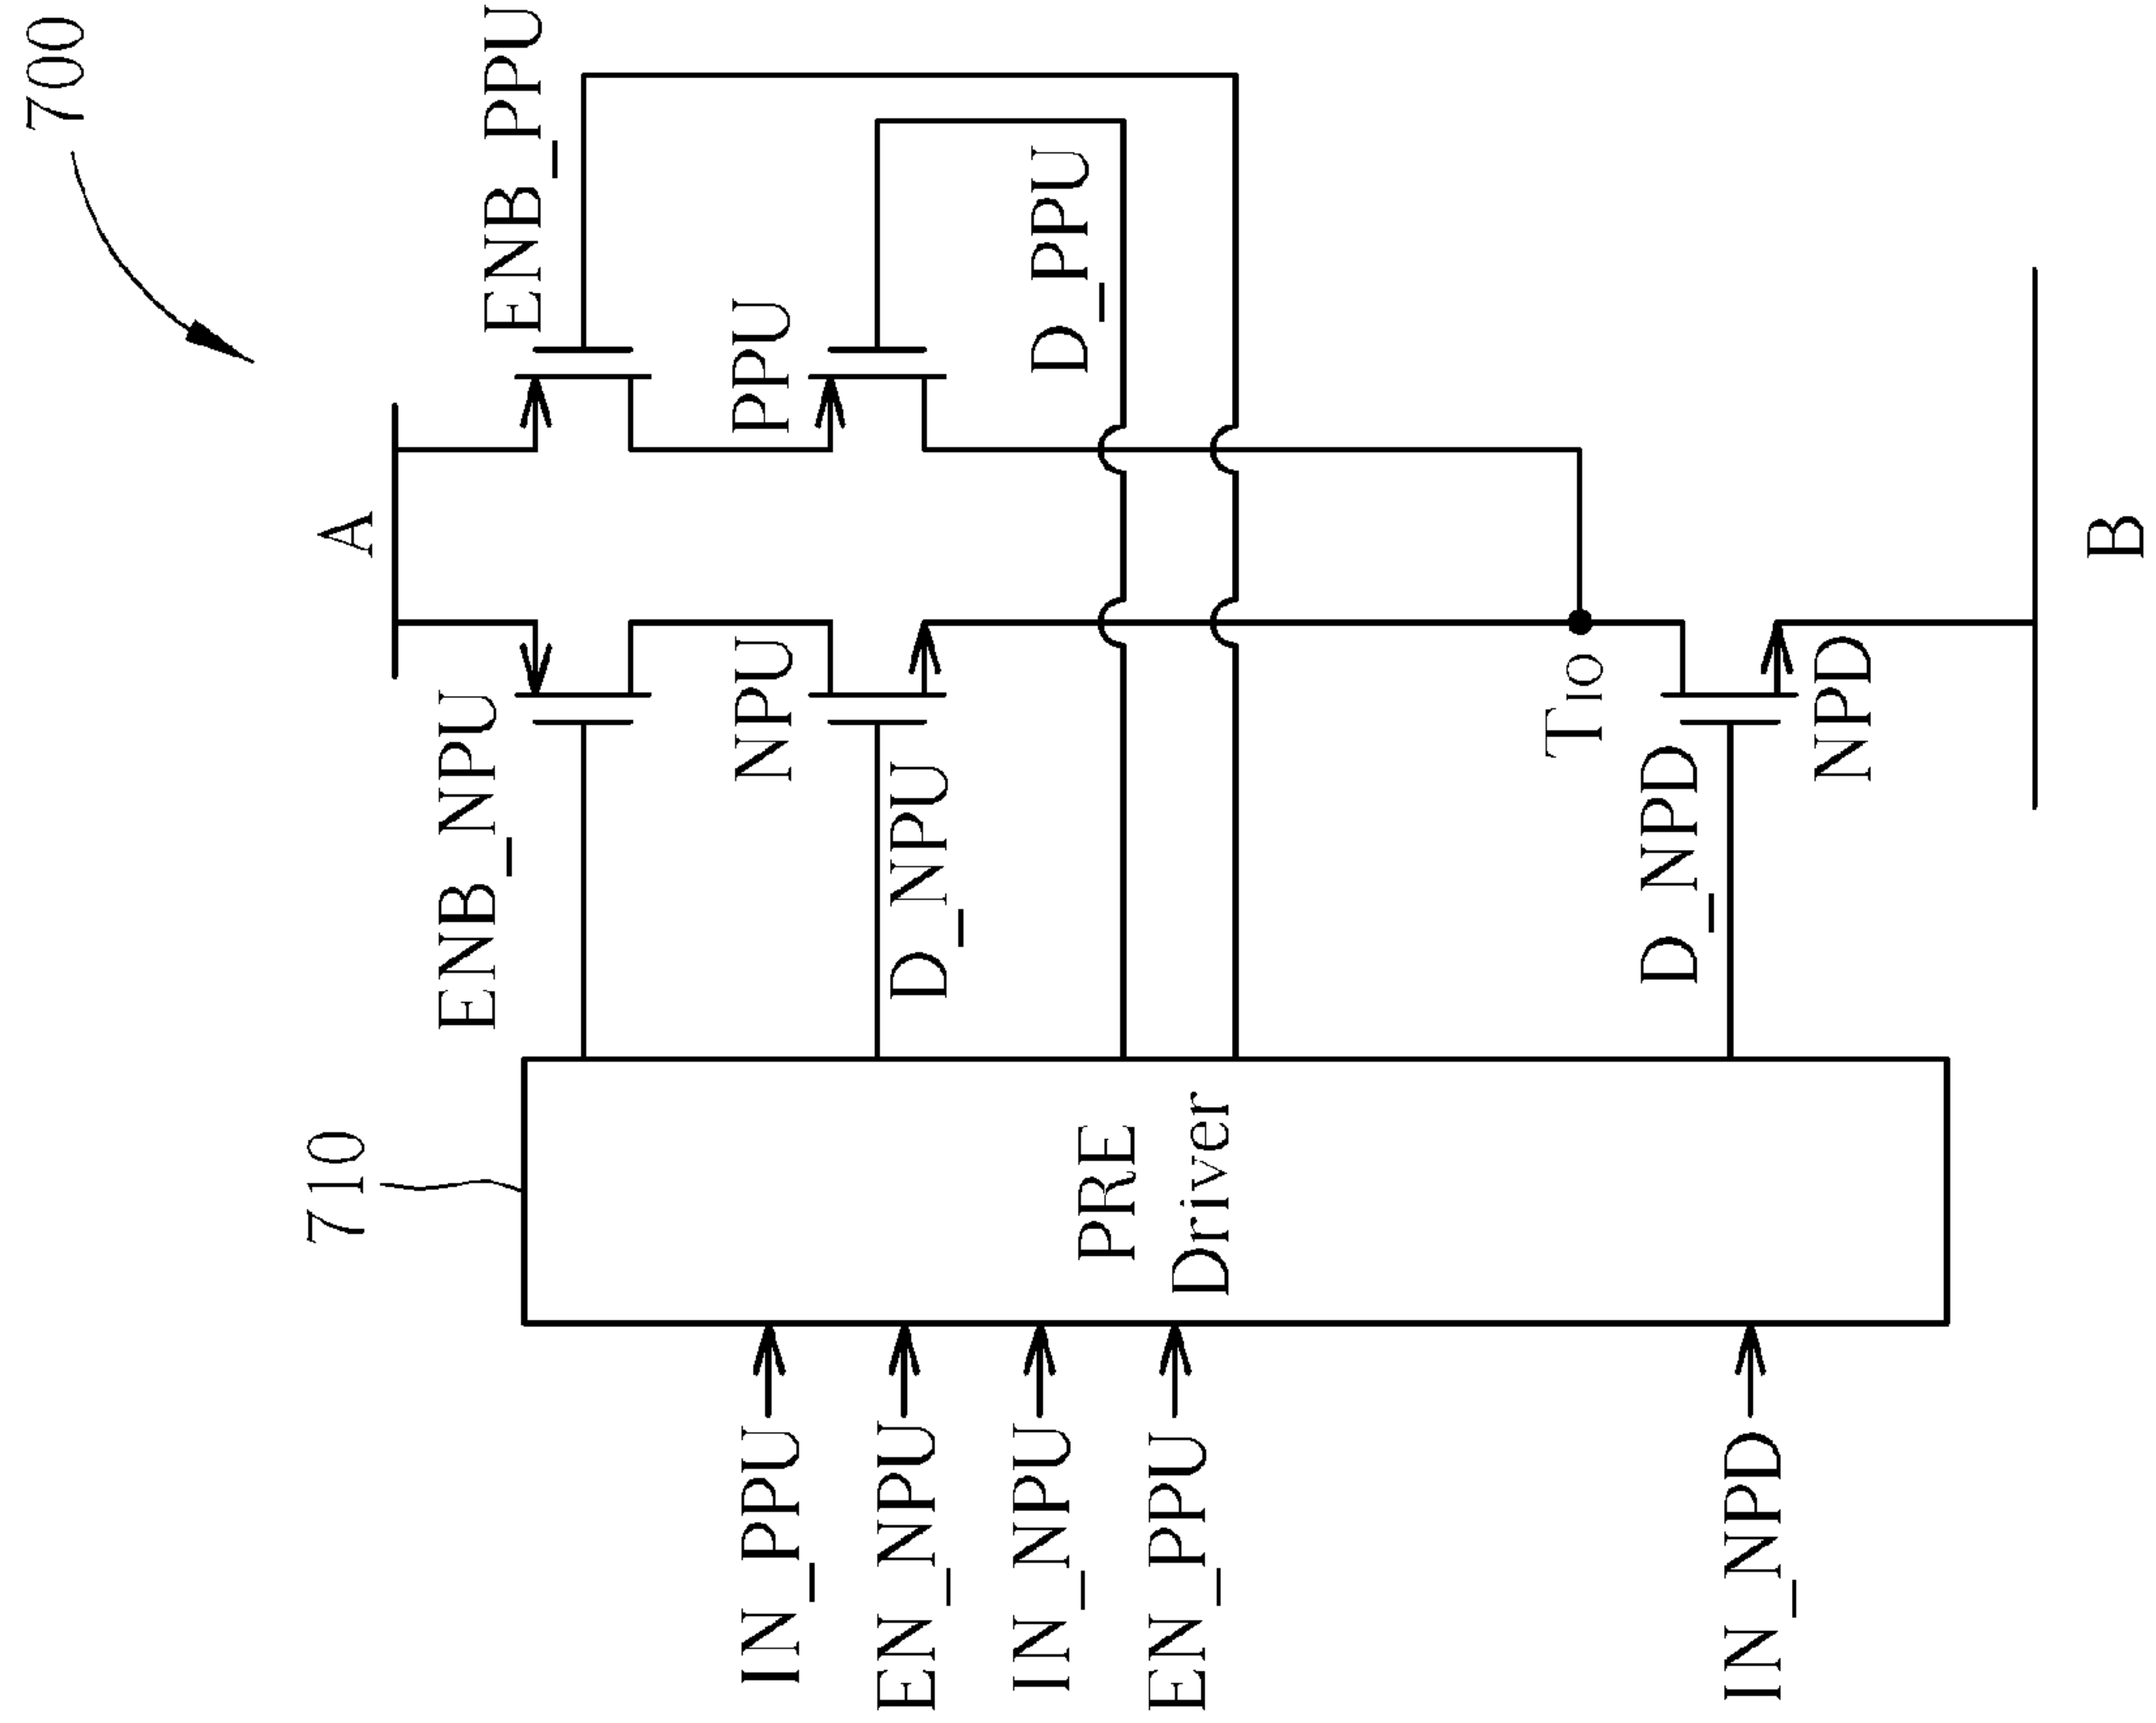 700
A
ENB_NPU
ENB_PPU
NPU
PPU
D_NPU
D_PPU
710
PRE
Driver
IN_PPU
EN_NPU
IN_NPU
EN_PPU
TIO
D_NPD
NPD
IN_NPD
B